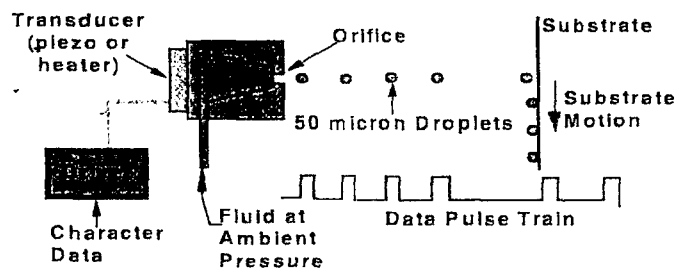 Transducer
(piezo or
heater)
Orifice
Substrate
50 micron Droplets
Substrate
Motion
Character
Data
Fluid at
Ambient
Pressure
Data Pulse Train